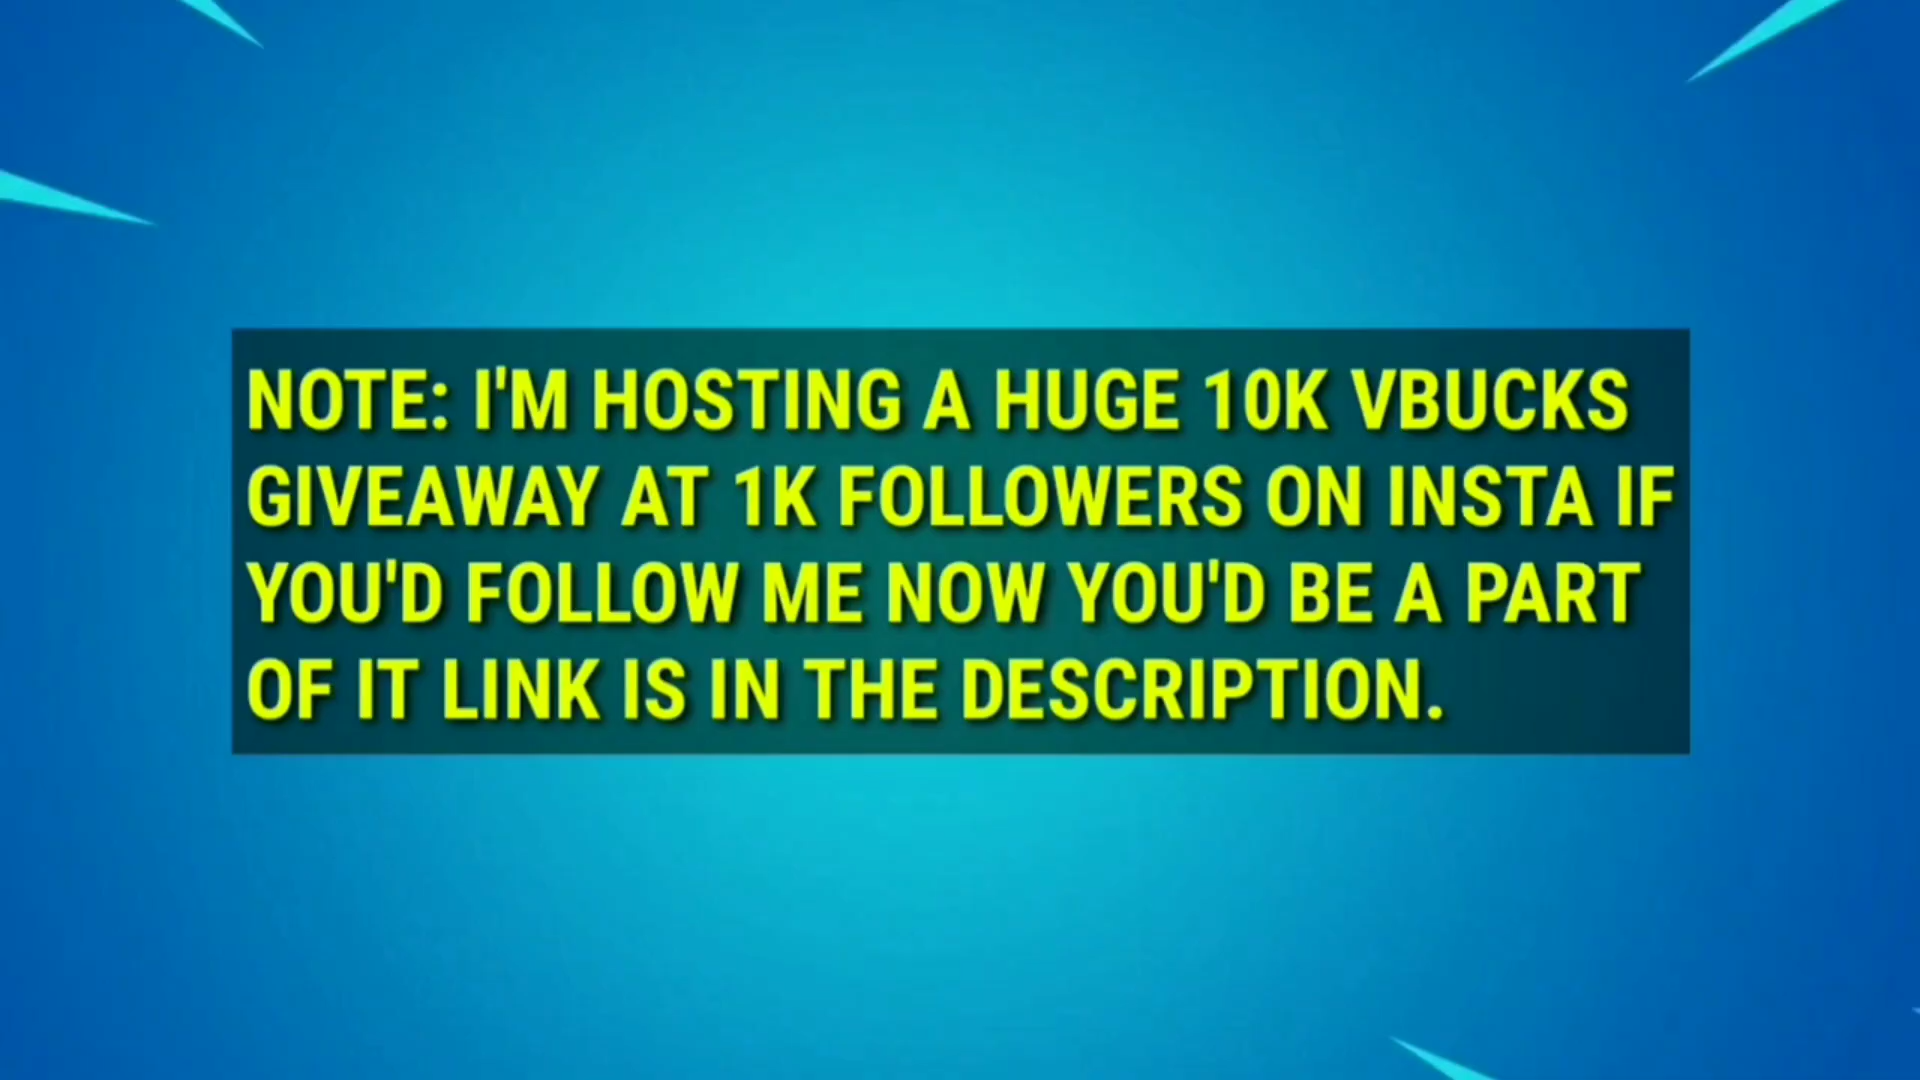 NOTE: I'M HOSTING A HUGE 10K VBUCKS
GIVEAWAY AT 1K FOLLOWERS ON INSTA IF
YOU'D FOLLOW ME NOW YOU'D BE A PART
OF IT LINK IS IN THE DESCRIPTION.